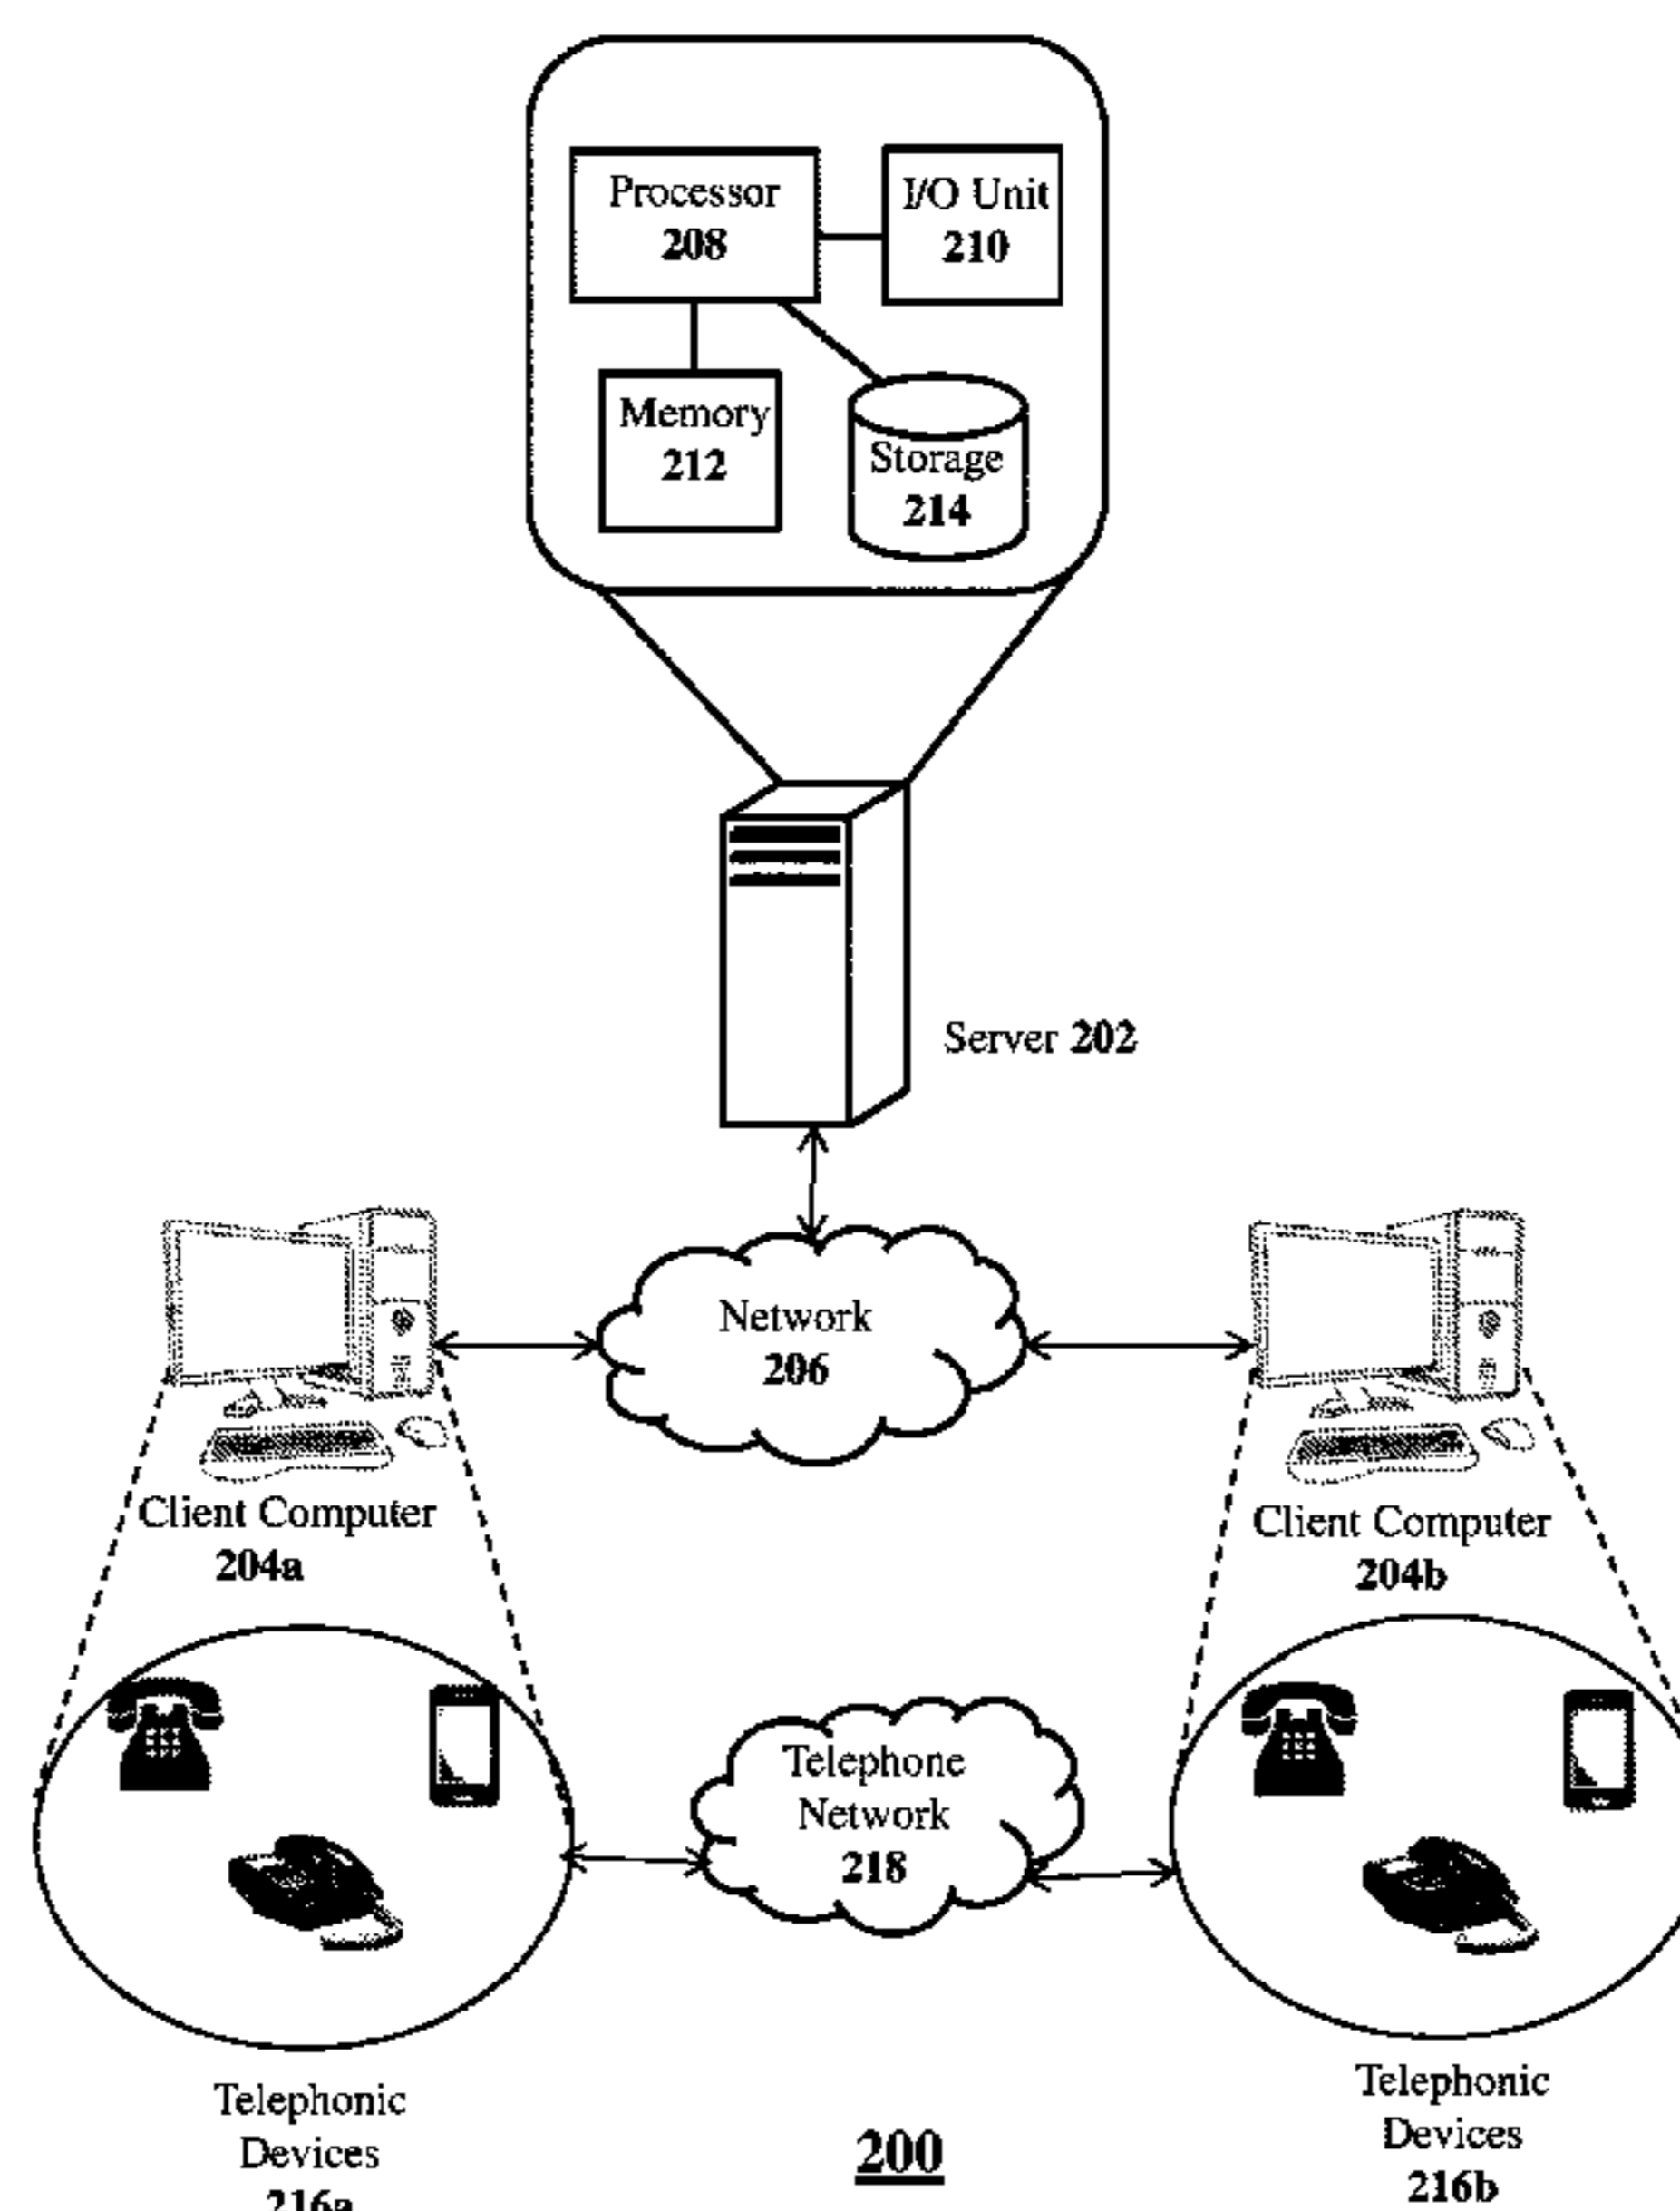 Processor
208
I/O Unit
210
Memory
212
Storage
214
Server 202
Network
206
Client Computer
204a
Client Computer
204b
Telephone
Network
218
Telephonic
Devices
216a
200
Telephonic
Devices
216b